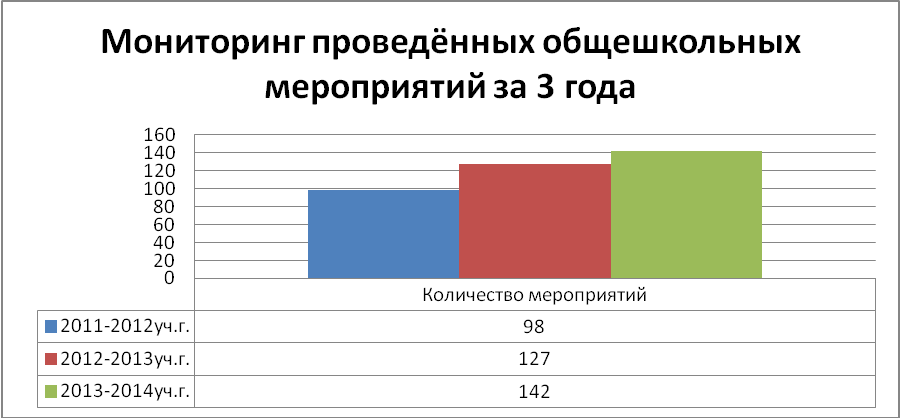 Мониторинг проведённых общешкольных
мероприятий за 3 года
160
140
120
100
80
60
40
20
0
Количество мероприятий
2011-2012уч.г. 98
2012-2013уч.г. 127
2013-2014уч.г. 142